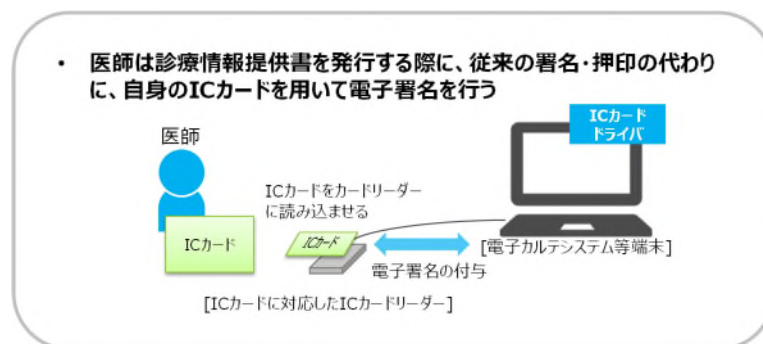 ・ 医師は診療情報提供書を発行する際に、従来の署名・押印の代わり
に、自身のICカードを用いて電子署名を行う
ICカード
ドライバ
医師
ICカードをカードリーダー
に読み込ませる
ICカード
ICカード
[電子カルテシステム等端末]
電子署名の付与
[ICカードに対応したICカードリーダー]